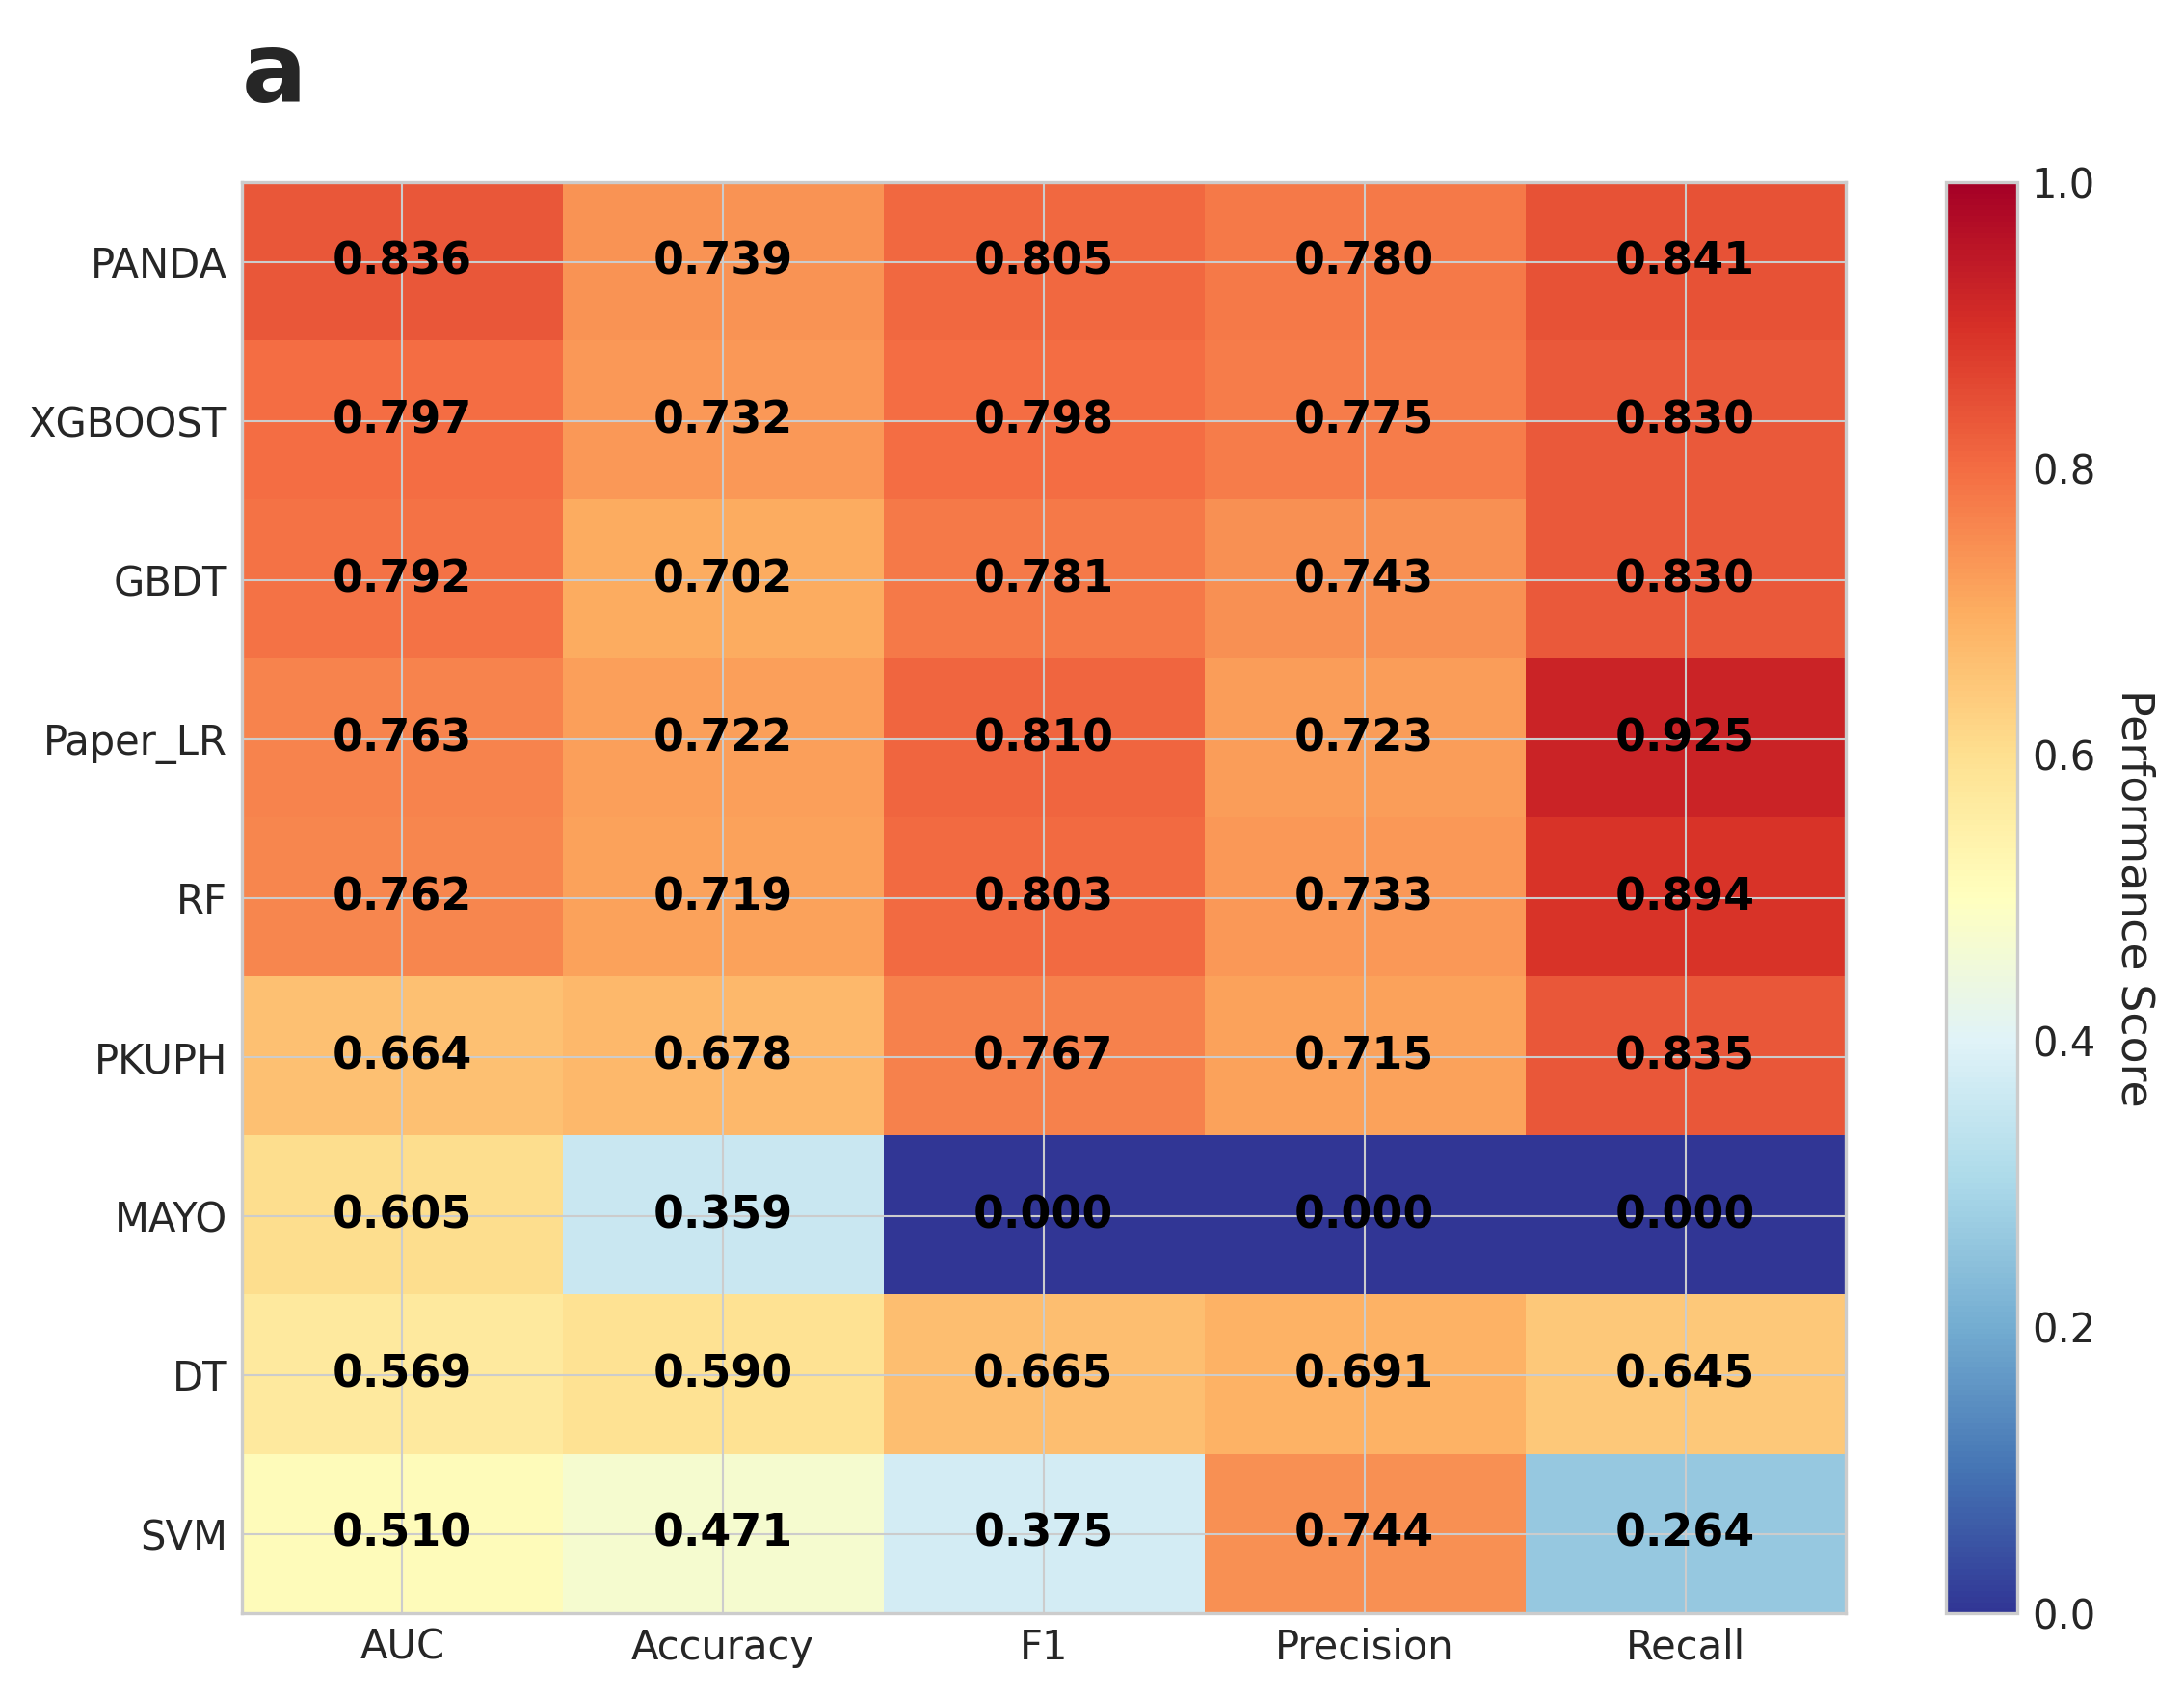 a
PANDA 0.836 0.739 0.805 0.780 0.841
XGBOOST 0.797 0.732 0.798 0.775 0.830
GBDT 0.792 0.702 0.781 0.743 0.830
Paper_LR 0.763 0.722 0.810 0.723 0.925
RF 0.762 0.719 0.803 0.733 0.894
PKUPH 0.664 0.678 0.767 0.715 0.835
MAYO 0.605 0.359 0.000 0.000 0.000
DT 0.569 0.590 0.665 0.691 0.645
SVM 0.510 0.471 0.375 0.744 0.264
AUC Accuracy F1 Precision Recall
1.0
0.8
0.6
0.4
0.2
0.0
Performance Score